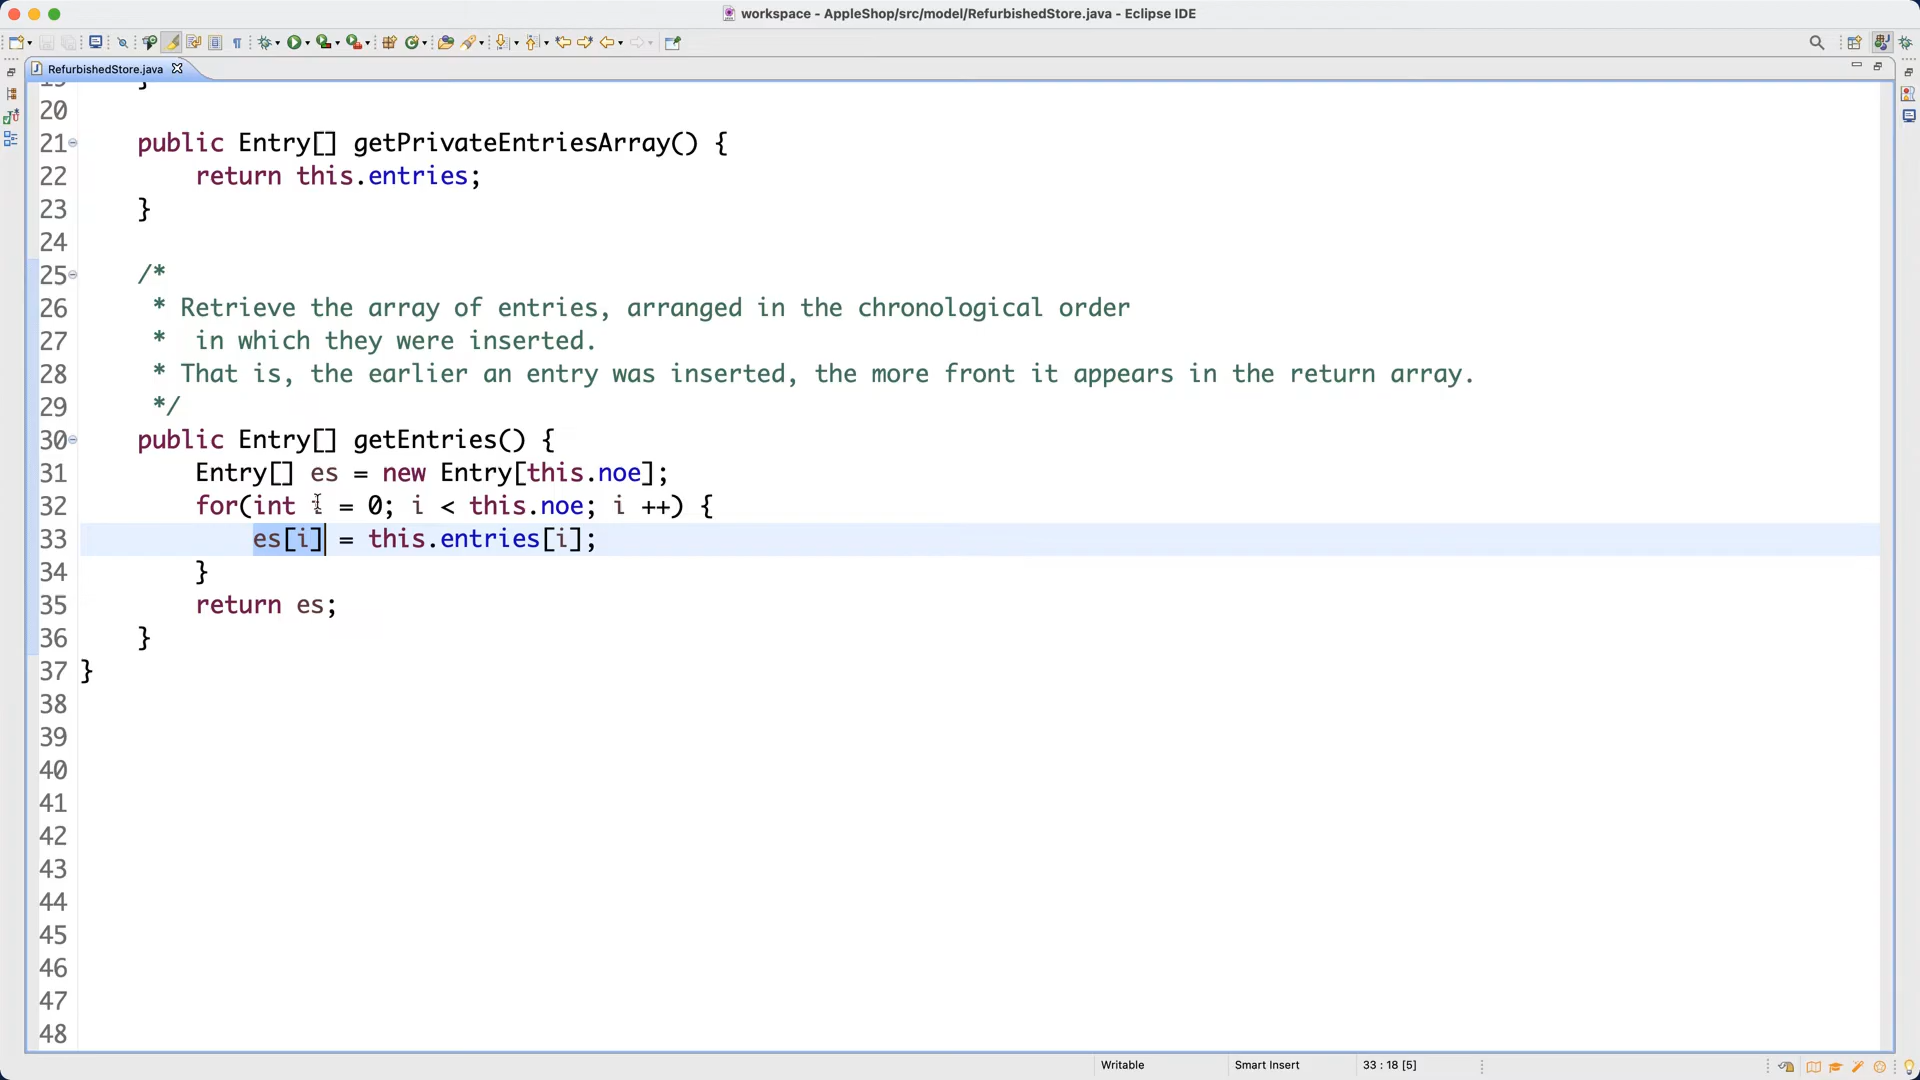 workspace - AppleShop/src/model/RefurbishedStore.java - Eclipse IDE
RefurbishedStore.java
19 }
20
21 public Entry[] getPrivateEntriesArray() {
22 return this.entries;
23 }
24
25 /*
26 * Retrieve the array of entries, arranged in the chronological order
27 * in which they were inserted.
28 * That is, the earlier an entry was inserted, the more front it appears in the return array.
29 */
30 public Entry[] getEntries() {
31 Entry[] es = new Entry[this.noe];
32 for(int i = 0; i < this.noe; i ++) {
33 es[i] = this.entries[i];
34 }
35 return es;
36 }
37 }
38
39
40
41
42
43
44
45
46
47
48
Writable Smart Insert 33 : 18 [5]